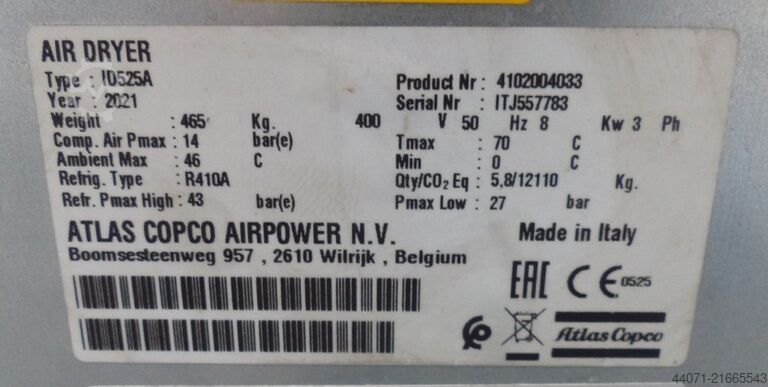 AIR DRYER
Type : ID525A Product Nr : 4102004033
Year : 2021 Serial Nr : ITJ557783
Weight : 465 Kg. 400 V 50 Hz 8 Kw 3 Ph
Comp. Air Pmax : 14 bar(e) Tmax : 70 C
Ambient Max : 46 C Min : 0 C
Refrig. Type : R410A Qty/CO₂ Eq : 5,8/12110 Kg.
Refr. Pmax High : 43 bar(e) Pmax Low : 27 bar
ATLAS COPCO AIRPOWER N.V. Made in Italy
Boomsesteenweg 957 , 2610 Wilrijk , Belgium
EAC CE 0525
Atlas Copco
44071-21665543